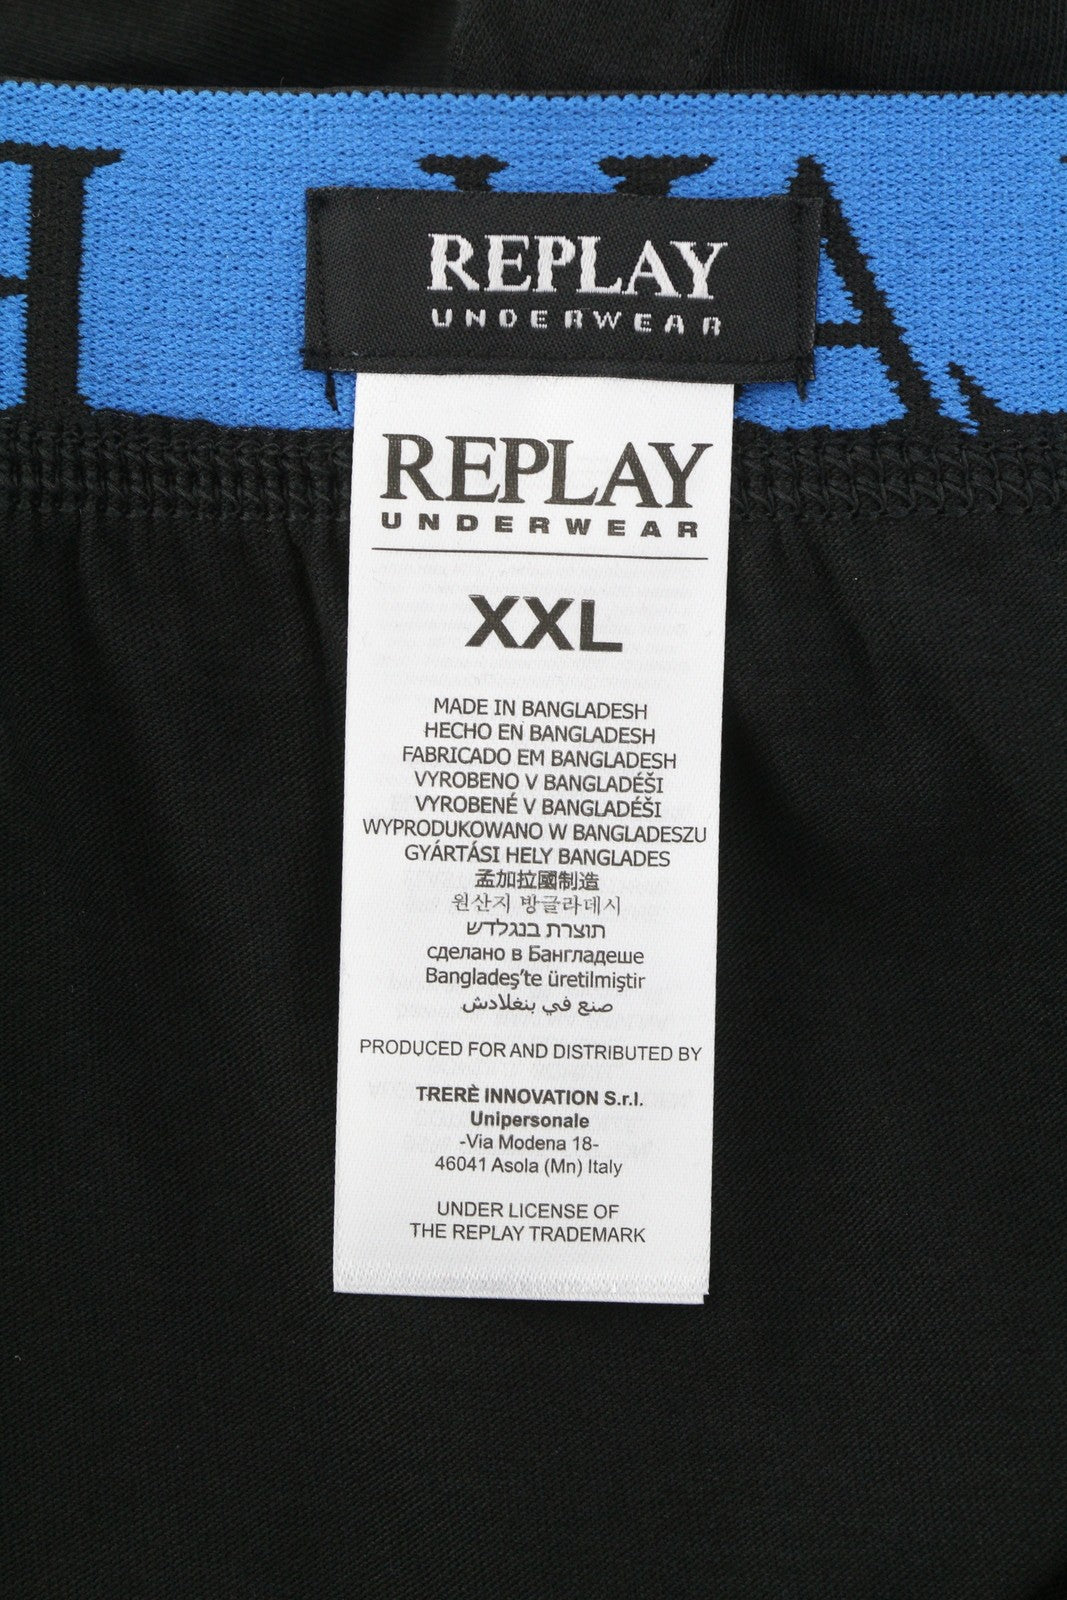 REPLAY
UNDERWEAR
REPLAY
UNDERWEAR
XXL
MADE IN BANGLADESH
HECHO EN BANGLADESH
FABRICADO EM BANGLADESH
VYROBENO V BANGLADÉŠI
VYROBENÉ V BANGLADÉŠI
WYPRODUKOWANO W BANGLADESZU
GYÁRTÁSI HELY BANGLADES
孟加拉國制造
원산지 방글라데시
תוצרת בנגלדש
сделано в Бангладеше
Bangladeş'te üretilmiştir
صنع في بنغلادش
PRODUCED FOR AND DISTRIBUTED BY
TRERÈ INNOVATION S.r.l.
Unipersonale
-Via Modena 18-
46041 Asola (Mn) Italy
UNDER LICENSE OF
THE REPLAY TRADEMARK